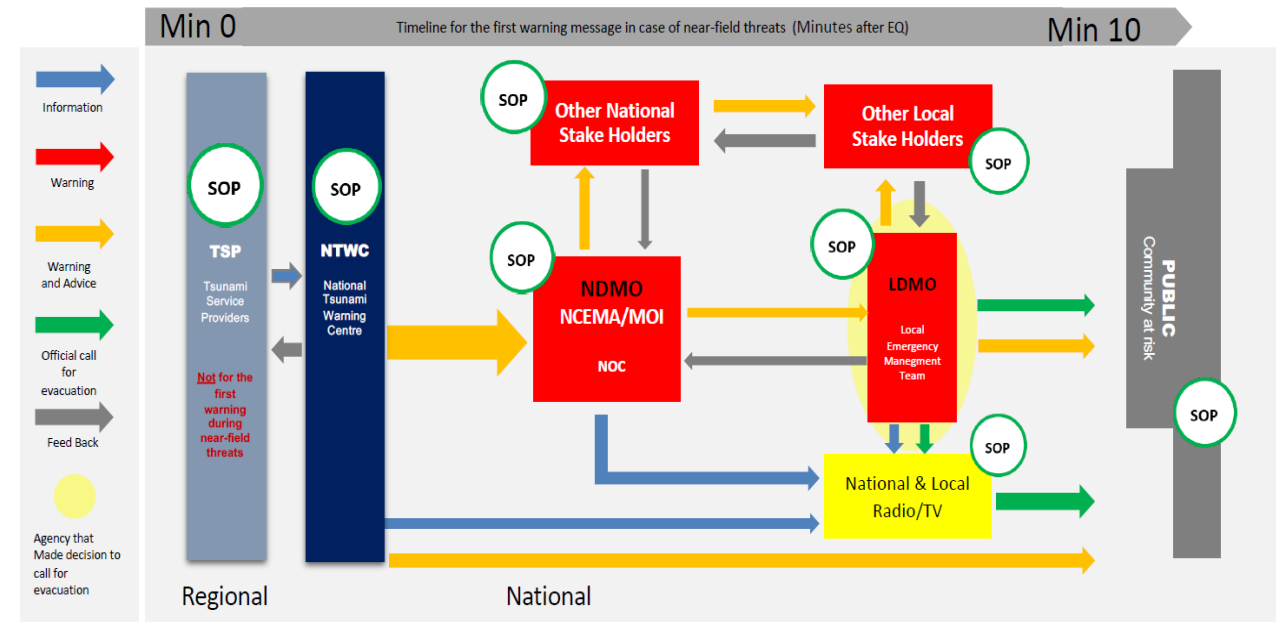 Min 0
Timeline for the first warning message in case of near-field threats (Minutes after EQ)
Min 10
Information
Warning
Warning
and Advice
Official call
for
evacuation
Feed Back
Agency that
Made decision to
call for
evacuation
SOP
TSP
Tsunami
Service
Providers
Not for the
first
warning
during
near-field
threats
SOP
NTWC
National
Tsunami
Warning
Centre
SOP
Other National
Stake Holders
Other Local
Stake Holders
SOP
SOP
NDMO
NCEMA/MOI
NOC
SOP
LDMO
Local
Emergency
Manegment
Team
SOP
National & Local
Radio/TV
PUBLIC
Community at risk
SOP
Regional
National